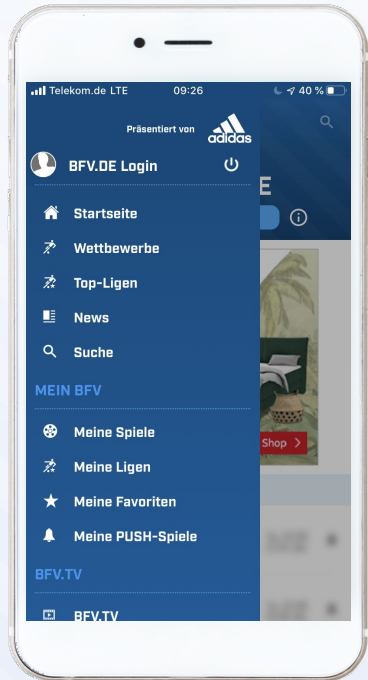 Telekom.de LTE 09:26 40 %
Präsentiert von
adidas
BFV.DE Login
E
Startseite
Wettbewerbe
Top-Ligen
News
Suche
MEIN BFV
Meine Spiele
Shop
Meine Ligen
Meine Favoriten
Meine PUSH-Spiele
BFV.TV
BFV.TV